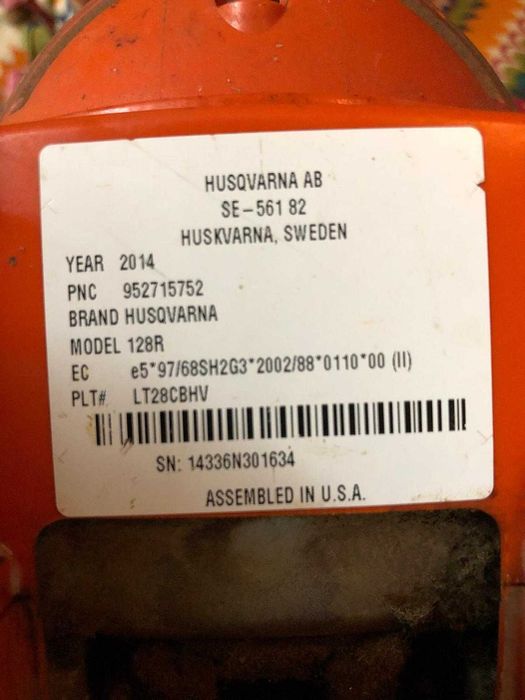 HUSQVARNA AB
SE-561 82
HUSKVARNA, SWEDEN
YEAR 2014
PNC 952715752
BRAND HUSQVARNA
MODEL 128R
EC e5*97/68SH2G3*2002/88*0110*00 (II)
PLT# LT28CBHV
SN: 14336N301634
ASSEMBLED IN U.S.A.